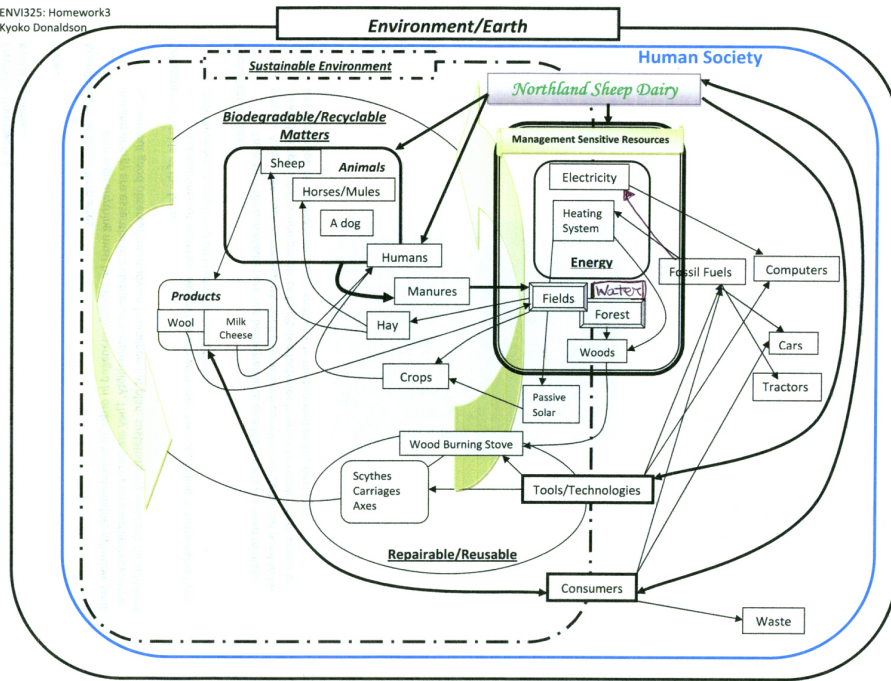 ENVI325: Homework3
Kyoko Donaldson
Environment/Earth
Human Society
Sustainable Environment
Northland Sheep Dairy
Biodegradable/Recyclable
Matters
Management Sensitive Resources
Sheep
Animals
Horses/Mules
A dog
Humans
Electricity
Heating
System
Energy
Fossil Fuels
Computers
Products
Wool
Milk
Cheese
Manures
Hay
Fields
Water
Forest
Woods
Cars
Tractors
Crops
Passive
Solar
Wood Burning Stove
Scythes
Carriages
Axes
Tools/Technologies
Repairable/Reusable
Consumers
Waste